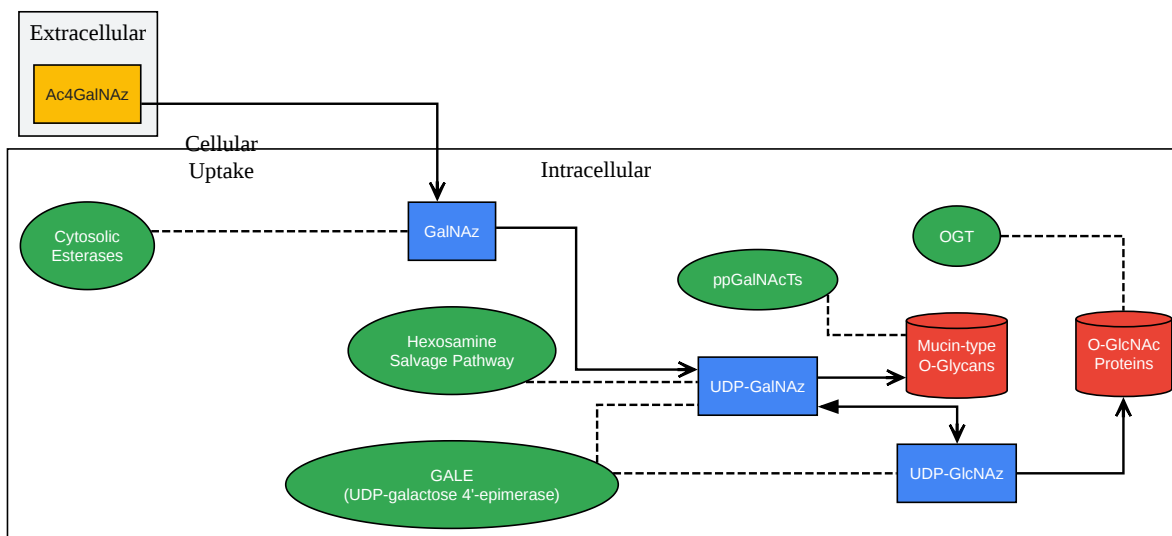 Extracellular
Ac4GalNAz
Cellular
Uptake
Intracellular
Cytosolic
Esterases
GalNAz
OGT
ppGalNAcTs
Hexosamine
Salvage Pathway
Mucin-type
O-Glycans
O-GlcNAc
Proteins
UDP-GalNAz
GALE
(UDP-galactose 4'-epimerase)
UDP-GlcNAz